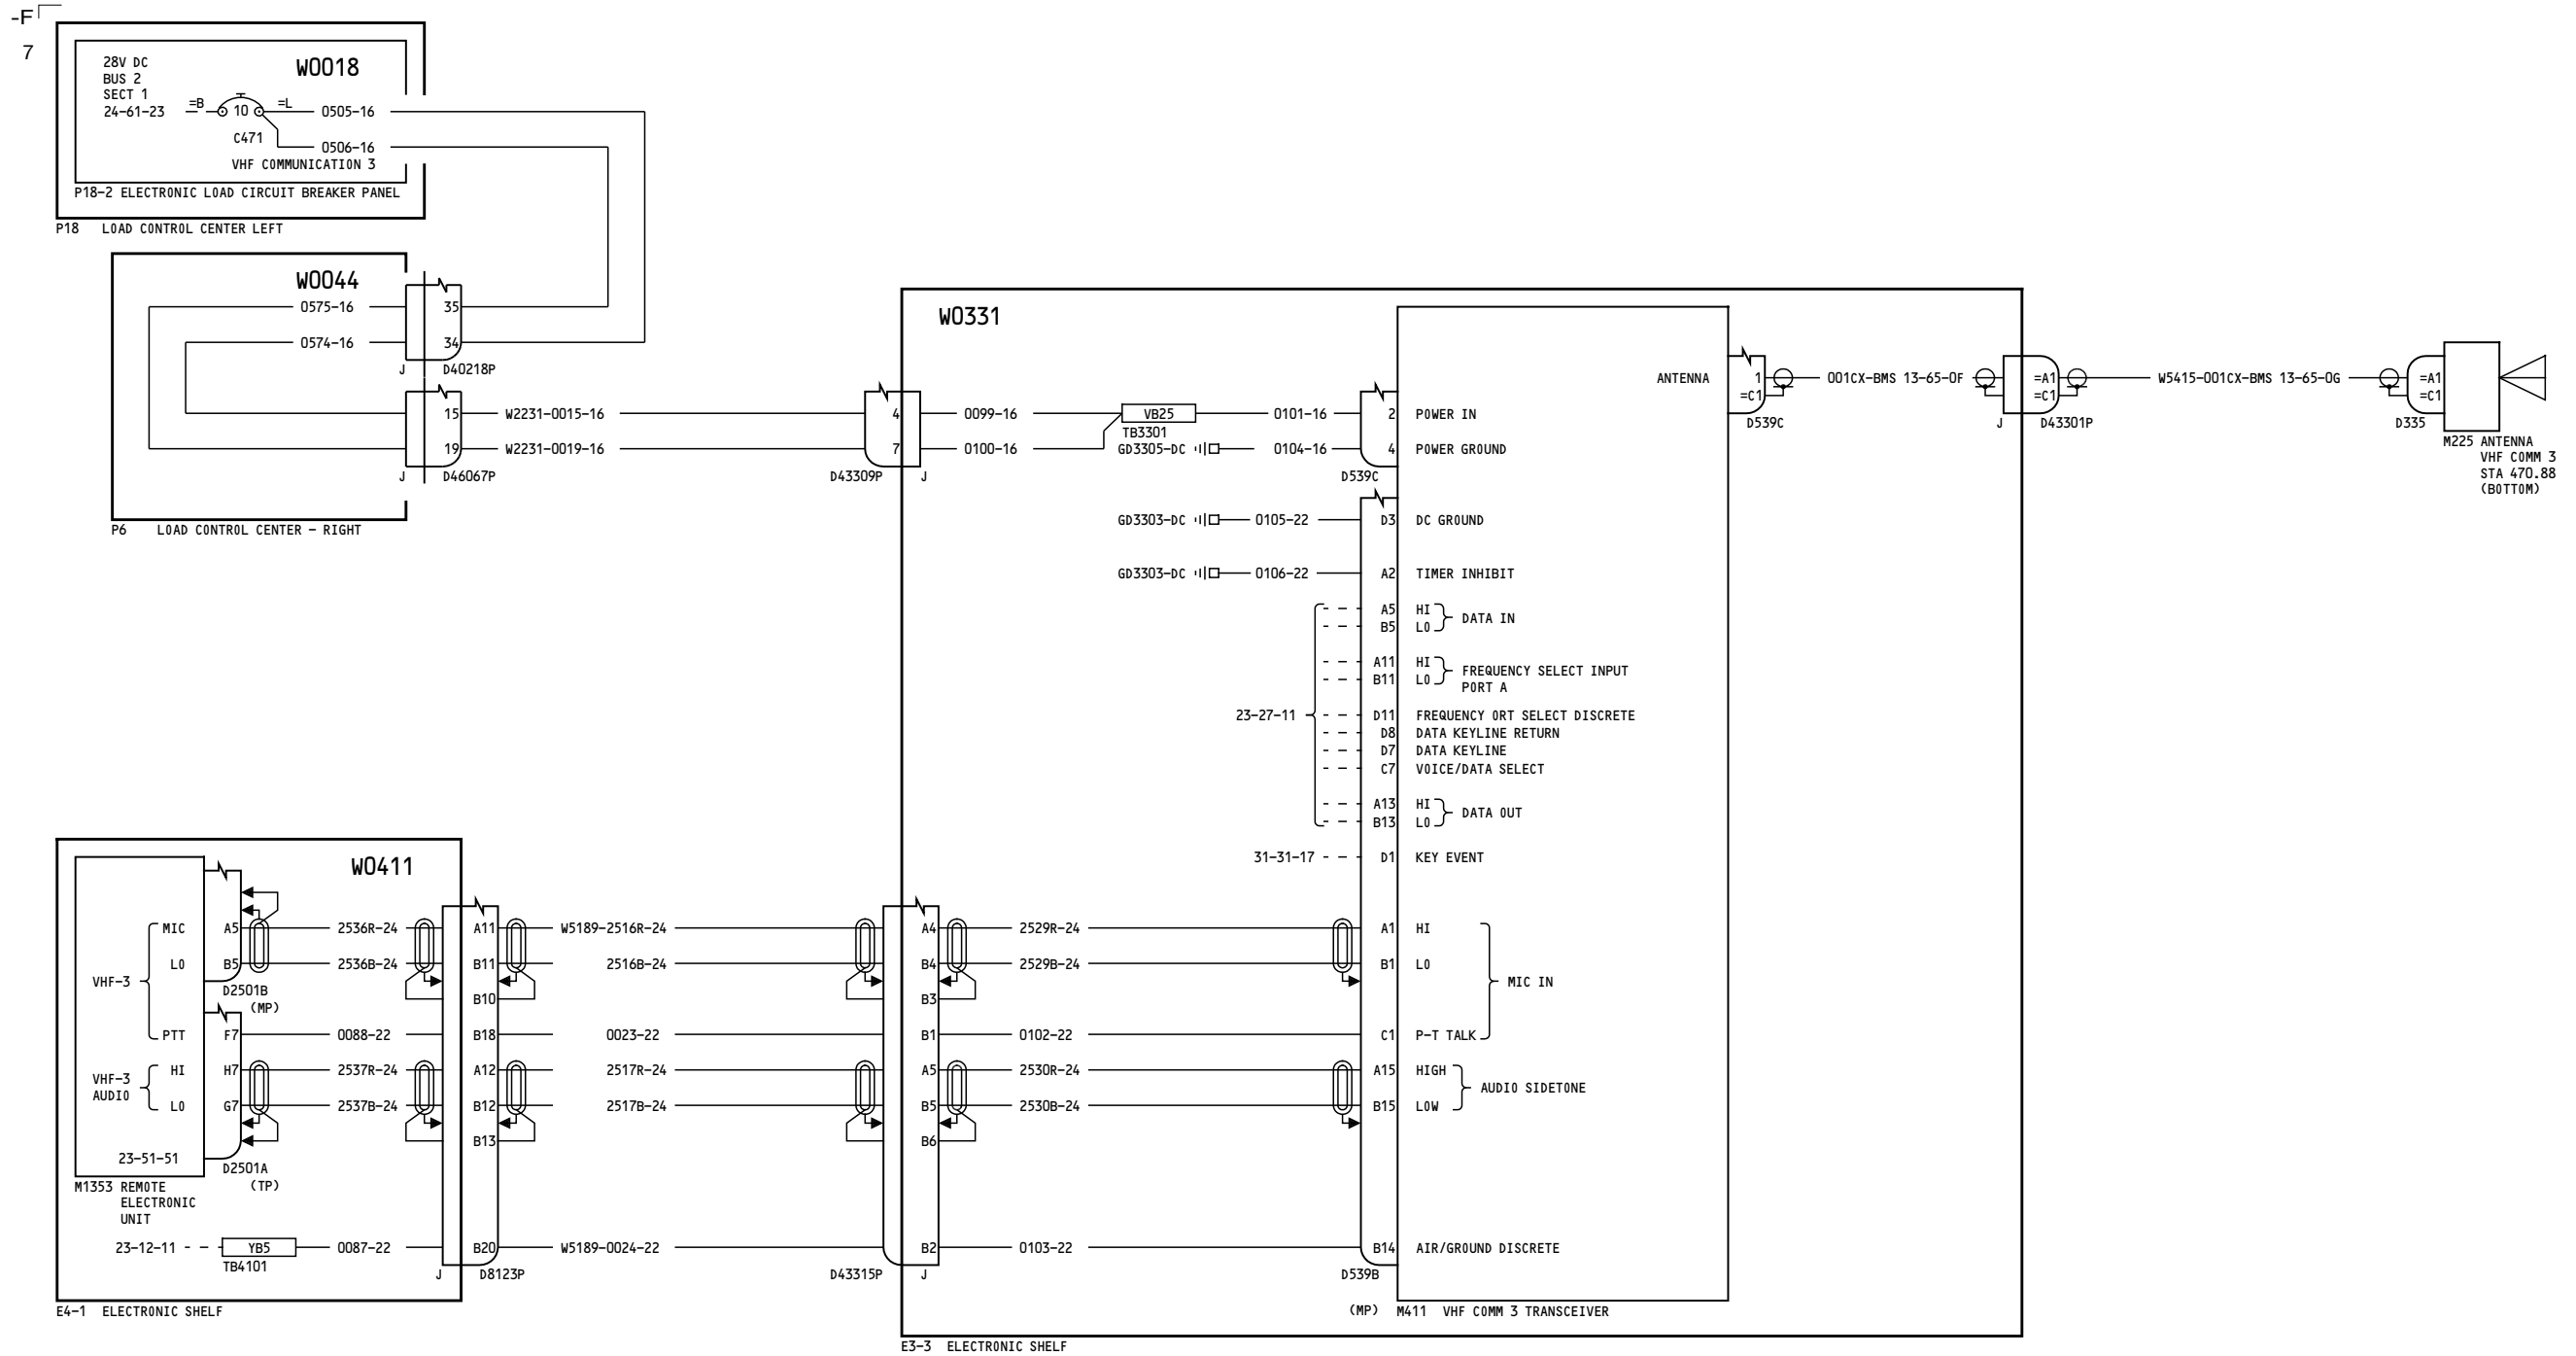 -F
7
28V DC
BUS 2
SECT 1
24-61-23
W0018
=B
10
=L
0505-16
C471
0506-16
VHF COMMUNICATION 3
P18-2 ELECTRONIC LOAD CIRCUIT BREAKER PANEL
P18 LOAD CONTROL CENTER LEFT
W0044
0575-16
35
0574-16
34
J D40218P
15 W2231-0015-16
19 W2231-0019-16
J D46067P
P6 LOAD CONTROL CENTER - RIGHT
W0331
4 0099-16 VB25 0101-16 2 POWER IN
TB3301
7 0100-16 GD3305-DC 0104-16 4 POWER GROUND
D43309P J
D539C
ANTENNA 1 001CX-BMS 13-65-0F =A1 W5415-001CX-BMS 13-65-0G =A1
=C1 =C1 =C1
D539C J D43301P D335
M225 ANTENNA
VHF COMM 3
STA 470.88
(BOTTOM)
GD3303-DC 0105-22 D3 DC GROUND
GD3303-DC 0106-22 A2 TIMER INHIBIT
A5 HI
DATA IN
B5 LO
A11 HI
FREQUENCY SELECT INPUT
B11 LO
PORT A
23-27-11 D11 FREQUENCY ORT SELECT DISCRETE
D8 DATA KEYLINE RETURN
D7 DATA KEYLINE
C7 VOICE/DATA SELECT
A13 HI
DATA OUT
B13 LO
31-31-17 D1 KEY EVENT
W0411
MIC A5 2536R-24 A11 W5189-2516R-24 A4 2529R-24 A1 HI
LO B5 2536B-24 B11 2516B-24 B4 2529B-24 B1 LO
VHF-3
D2501B
(MP)
B10 B3
MIC IN
PTT F7 0088-22 B18 0023-22 B1 0102-22 C1 P-T TALK
HI H7 2537R-24 A12 2517R-24 A5 2530R-24 A15 HIGH
VHF-3
AUDIO
AUDIO SIDETONE
LO G7 2537B-24 B12 2517B-24 B5 2530B-24 B15 LOW
B13 B6
23-51-51
D2501A
(TP)
M1353 REMOTE
ELECTRONIC
UNIT
23-12-11 YB5 0087-22 B20 W5189-0024-22 B2 0103-22 B14 AIR/GROUND DISCRETE
TB4101
J D8123P D43315P J D539B
(MP) M411 VHF COMM 3 TRANSCEIVER
E4-1 ELECTRONIC SHELF
E3-3 ELECTRONIC SHELF